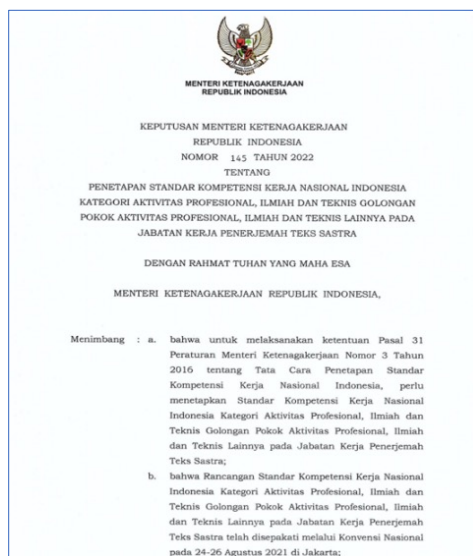 MENTERI KETENAGAKERJAAN
REPUBLIK INDONESIA
KEPUTUSAN MENTERI KETENAGAKERJAAN
REPUBLIK INDONESIA
NOMOR 145 TAHUN 2022
TENTANG
PENETAPAN STANDAR KOMPETENSI KERJA NASIONAL INDONESIA
KATEGORI AKTIVITAS PROFESIONAL, ILMIAH DAN TEKNIS GOLONGAN
POKOK AKTIVITAS PROFESIONAL, ILMIAH DAN TEKNIS LAINNYA PADA
JABATAN KERJA PENERJEMAH TEKS SASTRA
DENGAN RAHMAT TUHAN YANG MAHA ESA
MENTERI KETENAGAKERJAAN REPUBLIK INDONESIA,
Menimbang : a. bahwa untuk melaksanakan ketentuan Pasal 31
Peraturan Menteri Ketenagakerjaan Nomor 3 Tahun
2016 tentang Tata Cara Penetapan Standar
Kompetensi Kerja Nasional Indonesia, perlu
menetapkan Standar Kompetensi Kerja Nasional
Indonesia Kategori Aktivitas Profesional, Ilmiah dan
Teknis Golongan Pokok Aktivitas Profesional, Ilmiah
dan Teknis Lainnya pada Jabatan Kerja Penerjemah
Teks Sastra;
b. bahwa Rancangan Standar Kompetensi Kerja Nasional
Indonesia Kategori Aktivitas Profesional, Ilmiah dan
Teknis Golongan Pokok Aktivitas Profesional, Ilmiah
dan Teknis Lainnya pada Jabatan Kerja Penerjemah
Teks Sastra telah disepakati melalui Konvensi Nasional
pada 24-26 Agustus 2021 di Jakarta;